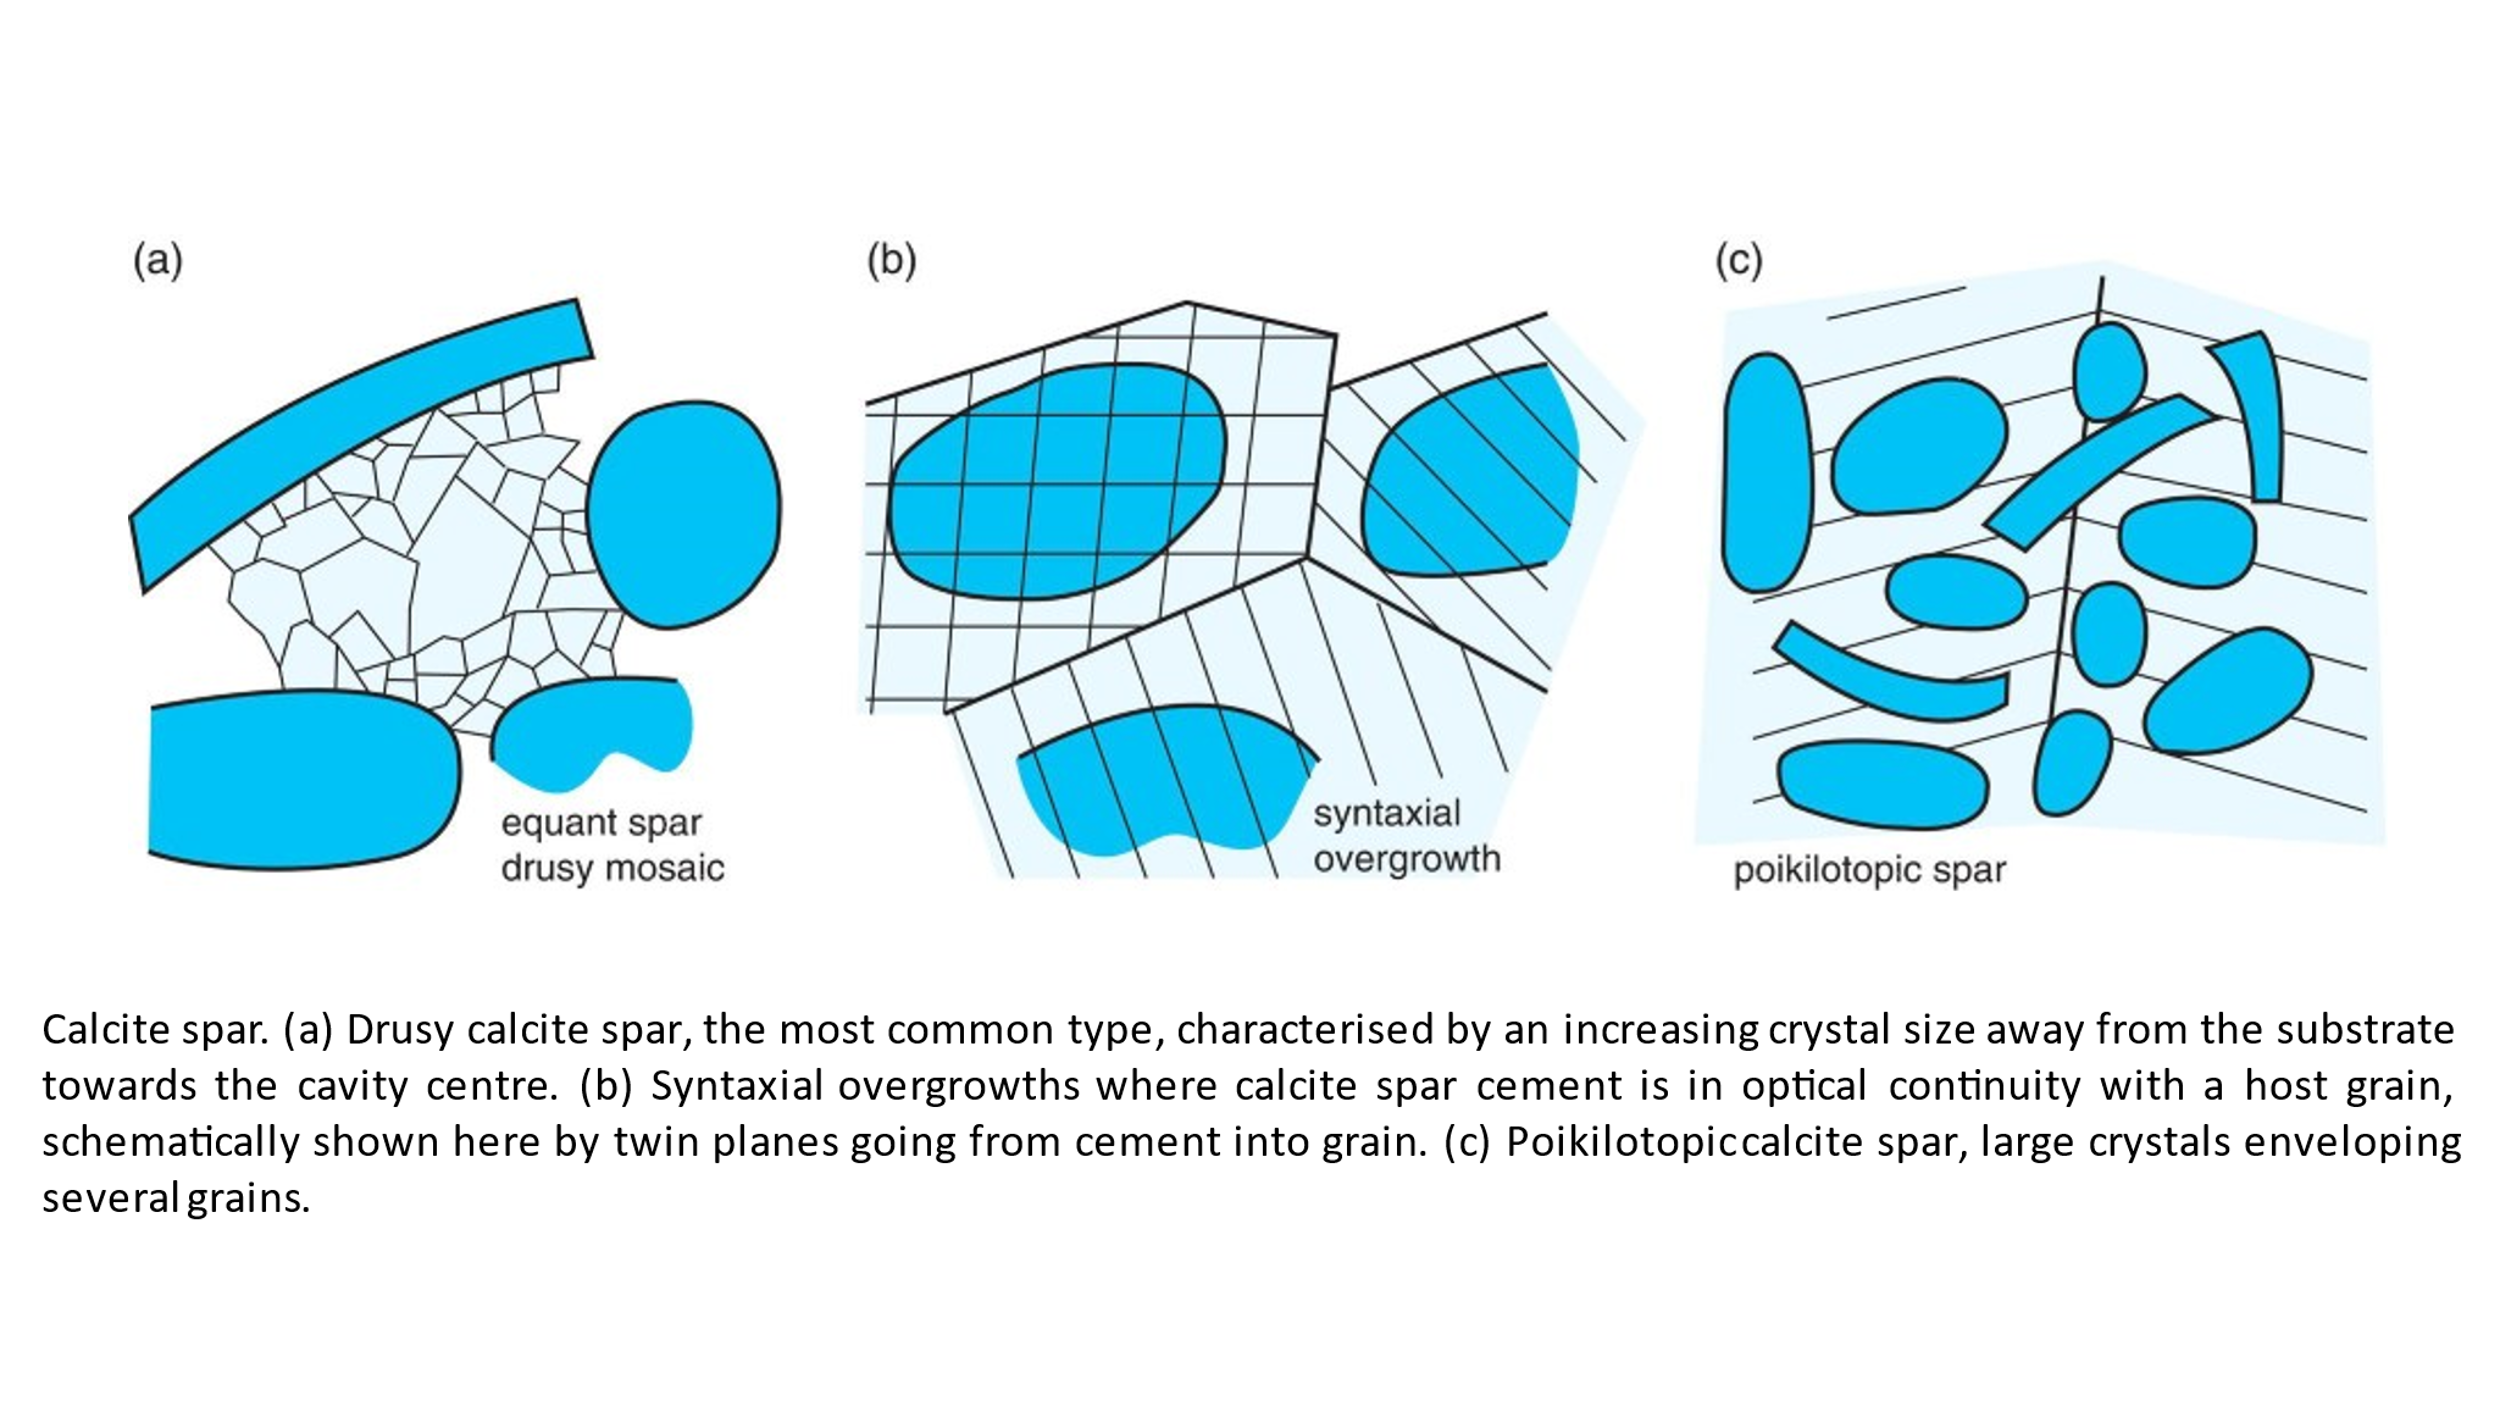 (a)
(b)
(c)
equant spar
drusy mosaic
syntaxial
overgrowth
poikilotopic spar
Calcite spar. (a) Drusy calcite spar, the most common type, characterised by an increasing crystal size away from the substrate
towards the cavity centre. (b) Syntaxial overgrowths where calcite spar cement is in optical continuity with a host grain,
schematically shown here by twin planes going from cement into grain. (c) Poikilotopic calcite spar, large crystals enveloping
several grains.